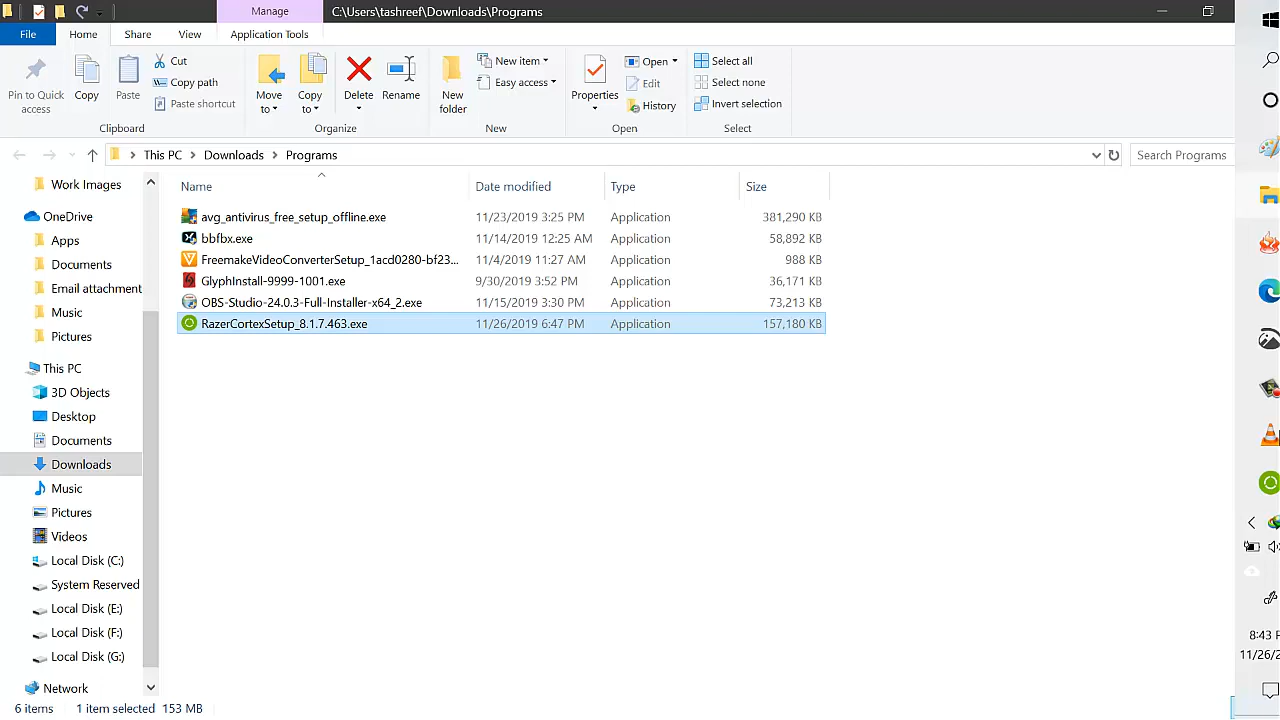 Manage
C:\Users\tashreef\Downloads\Programs
File
Home
Share
View
Application Tools
Pin to Quick access
Copy
Paste
Cut
Copy path
Paste shortcut
Clipboard
Move to
Copy to
Delete
Rename
Organize
New folder
New item
Easy access
New
Properties
Open
Edit
History
Open
Select all
Select none
Invert selection
Select
This PC > Downloads > Programs
Search Programs
Work Images
OneDrive
Apps
Documents
Email attachment
Music
Pictures
This PC
3D Objects
Desktop
Documents
Downloads
Music
Pictures
Videos
Local Disk (C:)
System Reserved
Local Disk (E:)
Local Disk (F:)
Local Disk (G:)
Network
Name Date modified Type Size
avg_antivirus_free_setup_offline.exe 11/23/2019 3:25 PM Application 381,290 KB
bbfbx.exe 11/14/2019 12:25 AM Application 58,892 KB
FreemakeVideoConverterSetup_1acd0280-bf23... 11/4/2019 11:27 AM Application 988 KB
GlyphInstall-9999-1001.exe 9/30/2019 3:52 PM Application 36,171 KB
OBS-Studio-24.0.3-Full-Installer-x64_2.exe 11/15/2019 3:30 PM Application 73,213 KB
RazerCortexSetup_8.1.7.463.exe 11/26/2019 6:47 PM Application 157,180 KB
8:43 P
11/26/2
6 items 1 item selected 153 MB